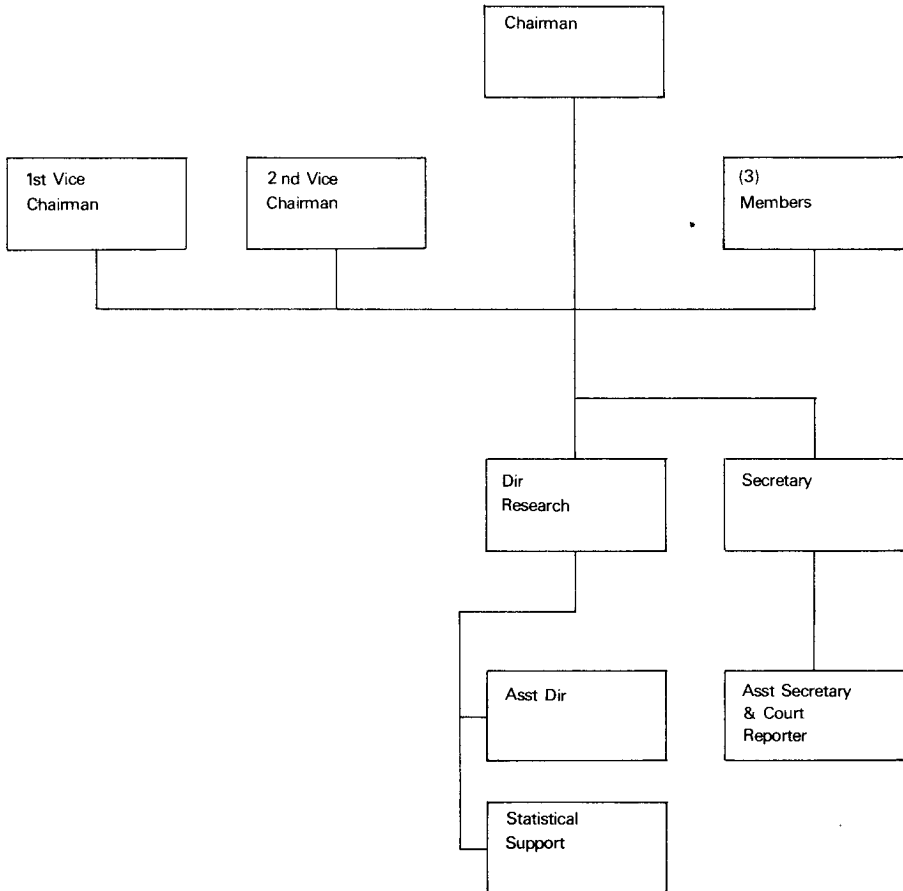 Chairman
1st Vice
Chairman
2 nd Vice
Chairman
(3)
Members
Dir
Research
Secretary
Asst Dir
Asst Secretary
& Court
Reporter
Statistical
Support